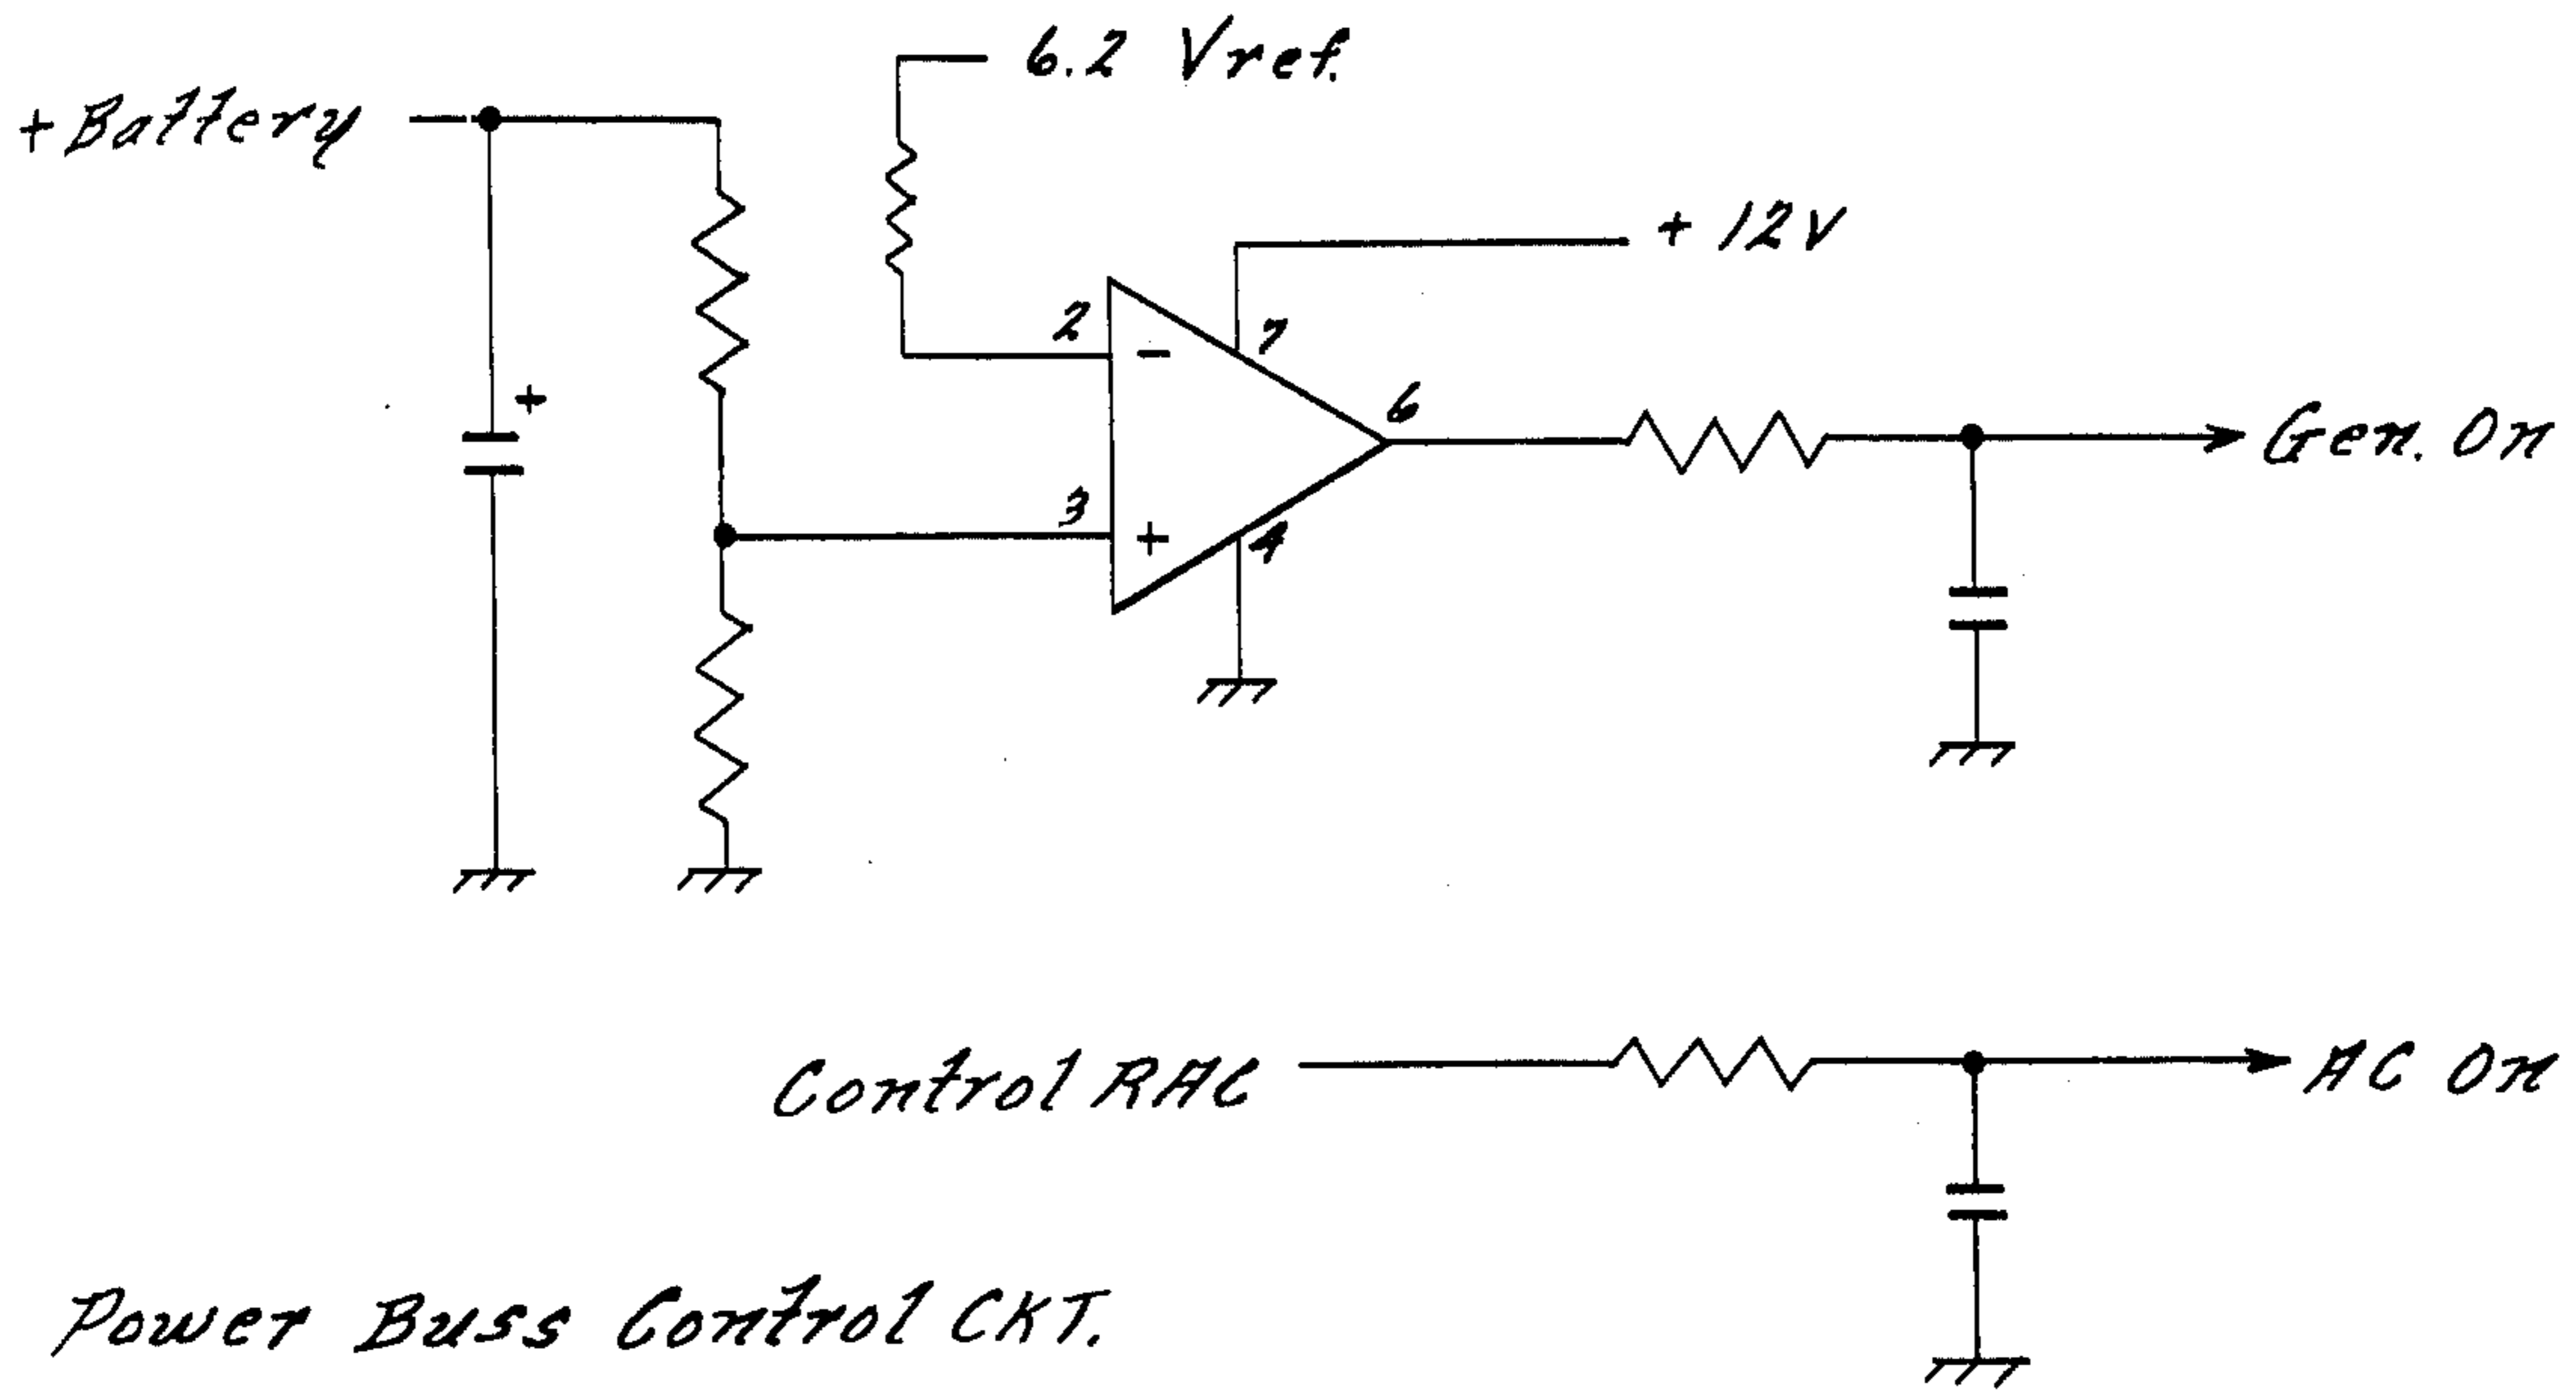 6.2 Vref.
+Battery
+12V
+
2
-
7
6
Gen. On
3
+
4
Control RAC
AC On
Power Buss Control CKT.